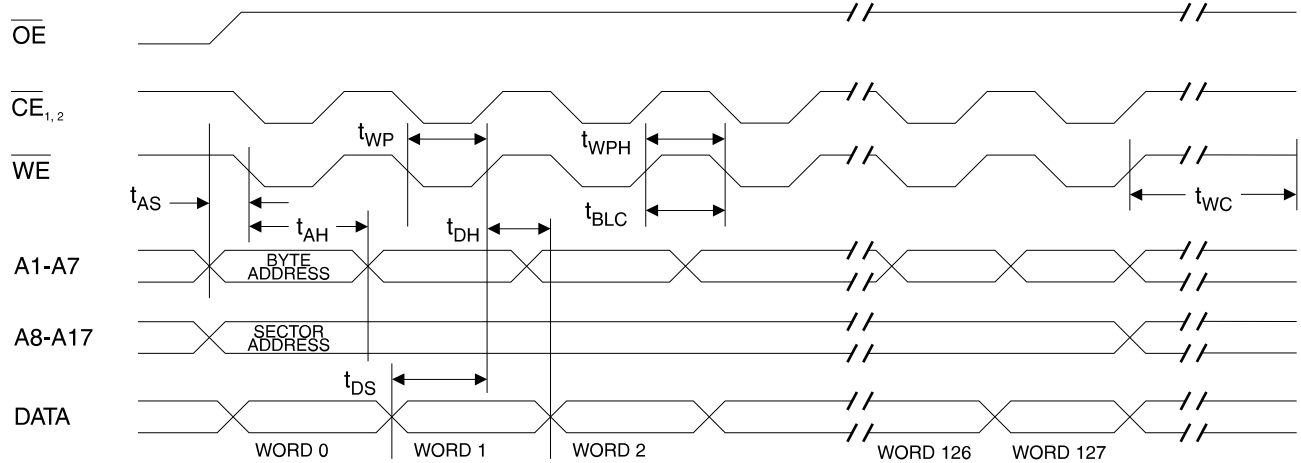 OE
CE1, 2
tWP
tWPH
WE
tAS
tWC
tBLC
tAH
tDH
A1-A7
BYTE
ADDRESS
A8-A17
SECTOR
ADDRESS
tDS
DATA
WORD 0
WORD 1
WORD 2
WORD 126
WORD 127